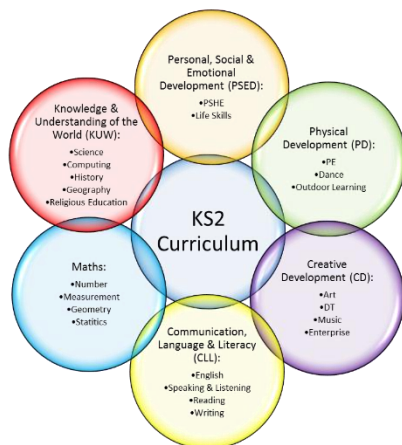 Personal, Social &
Emotional
Development (PSED):
•PSHE
•Life Skills
Knowledge &
Understanding of the
World (KUW):
•Science
•Computing
•History
•Geography
•Religious Education
Physical
Development (PD):
•PE
•Dance
•Outdoor Learning
KS2
Curriculum
Maths:
•Number
•Measurement
•Geometry
•Statitics
Creative
Development (CD):
•Art
•DT
•Music
•Enterprise
Communication,
Language & Literacy
(CLL):
•English
•Speaking & Listening
•Reading
•Writing